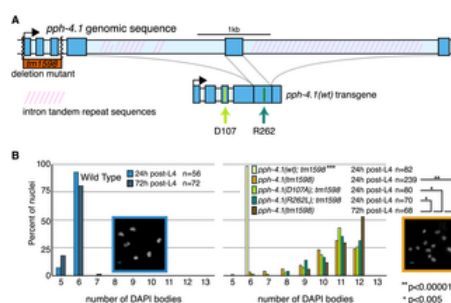 A
pph-4.1 genomic sequence
1kb
deletion mutant
tm1598
intron tandem repeat sequences
pph-4.1(wt) transgene
D107
R262
B
Percent of nuclei
100
75
50
25
0
Wild Type
24h post-L4 n=56
72h post-L4 n=72
5 6 7 8 9 10 11 12 13
number of DAPI bodies
pph-4.1(wt); tm1598*** 24h post-L4 n=82
pph-4.1(tm1598) 24h post-L4 n=239 **
pph-4.1(D107A); tm1598 24h post-L4 n=80 *
pph-4.1(R262L); tm1598 24h post-L4 n=70 *
pph-4.1(tm1598) 72h post-L4 n=68
5 6 7 8 9 10 11 12 13
number of DAPI bodies
**p<0.00001
* p<0.005